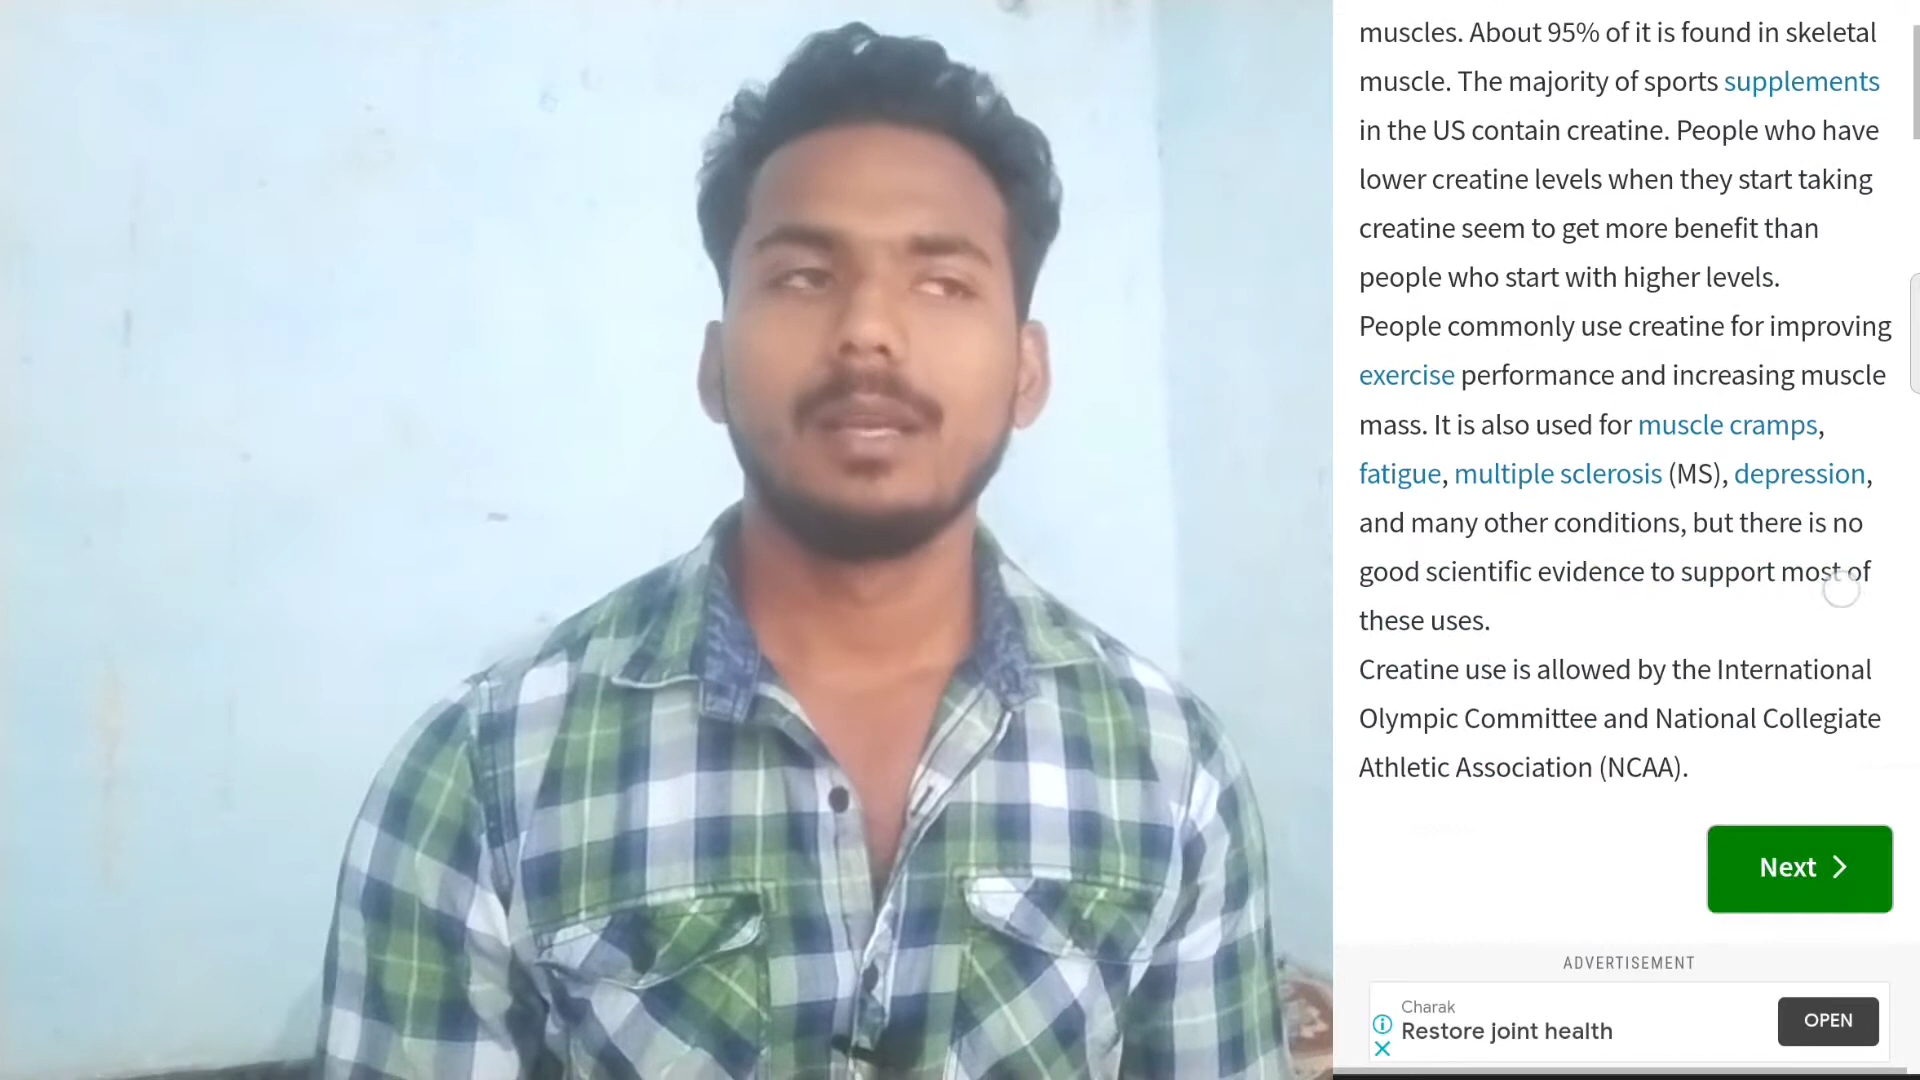 muscles. About 95% of it is found in skeletal
muscle. The majority of sports supplements
in the US contain creatine. People who have
lower creatine levels when they start taking
creatine seem to get more benefit than
people who start with higher levels.
People commonly use creatine for improving
exercise performance and increasing muscle
mass. It is also used for muscle cramps,
fatigue, multiple sclerosis (MS), depression,
and many other conditions, but there is no
good scientific evidence to support most of
these uses.
Creatine use is allowed by the International
Olympic Committee and National Collegiate
Athletic Association (NCAA).
Next
ADVERTISEMENT
Charak
Restore joint health
OPEN